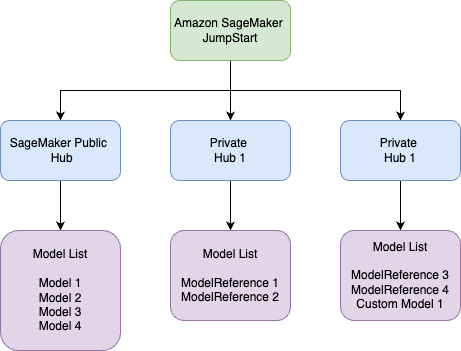 Amazon SageMaker
JumpStart
SageMaker Public
Hub
Private
Hub 1
Private
Hub 1
Model List
Model 1
Model 2
Model 3
Model 4
Model List
ModelReference 1
ModelReference 2
Model List
ModelReference 3
ModelReference 4
Custom Model 1